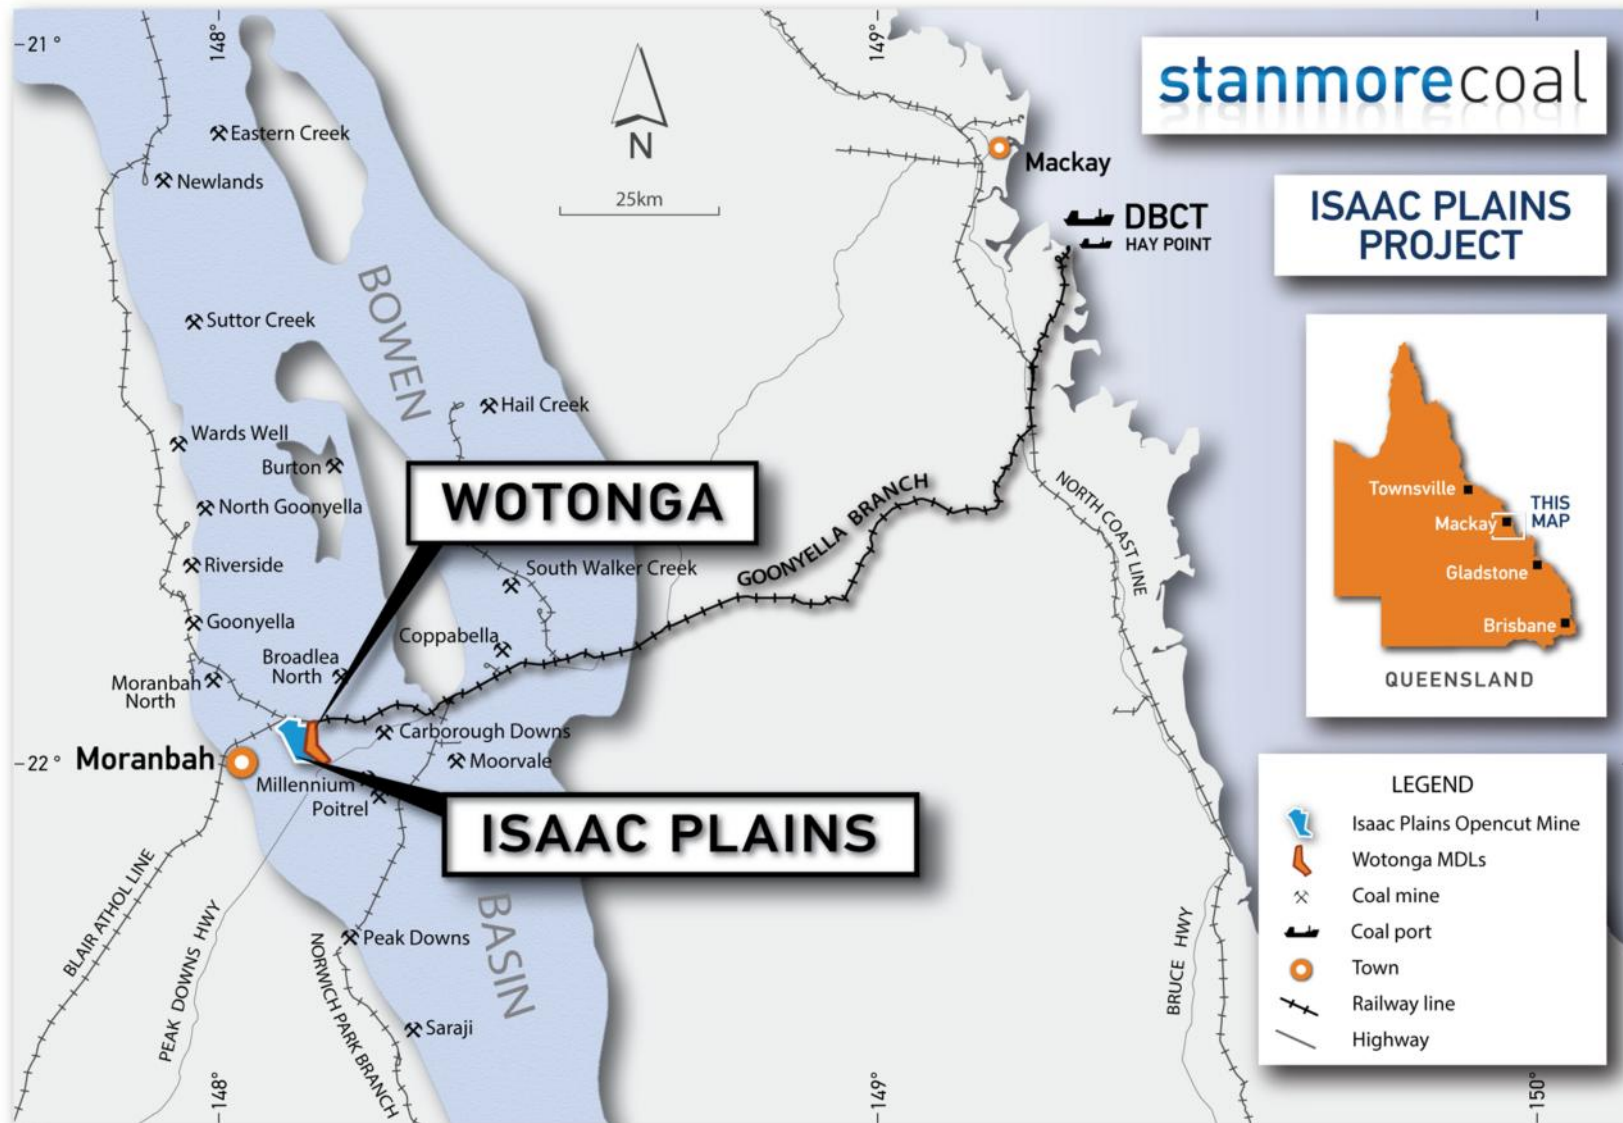 21°
148°
149°
stanmorecoal
ISAAC PLAINS
PROJECT
Eastern Creek
Newlands
N
25km
Mackay
DBCT
HAY POINT
BOWEN
Suttor Creek
Hail Creek
Wards Well
Burton
North Goonyella
WOTONGA
GOONYELLA BRANCH
NORTH COAST LINE
Riverside
South Walker Creek
Goonyella
Coppabella
Broadlea
North
Moranbah
North
Townsville
Mackay
THIS
MAP
Gladstone
Brisbane
QUEENSLAND
22°
Moranbah
Carborough Downs
Moorvale
Millennium
Poitrel
ISAAC PLAINS
BASIN
BLAIR ATHOL LINE
PEAK DOWNS HWY
NORWICH PARK BRANCH
Peak Downs
Saraji
BRUCE HWY
LEGEND
Isaac Plains Opencut Mine
Wotonga MDLs
Coal mine
Coal port
Town
Railway line
Highway
148°
149°
150°